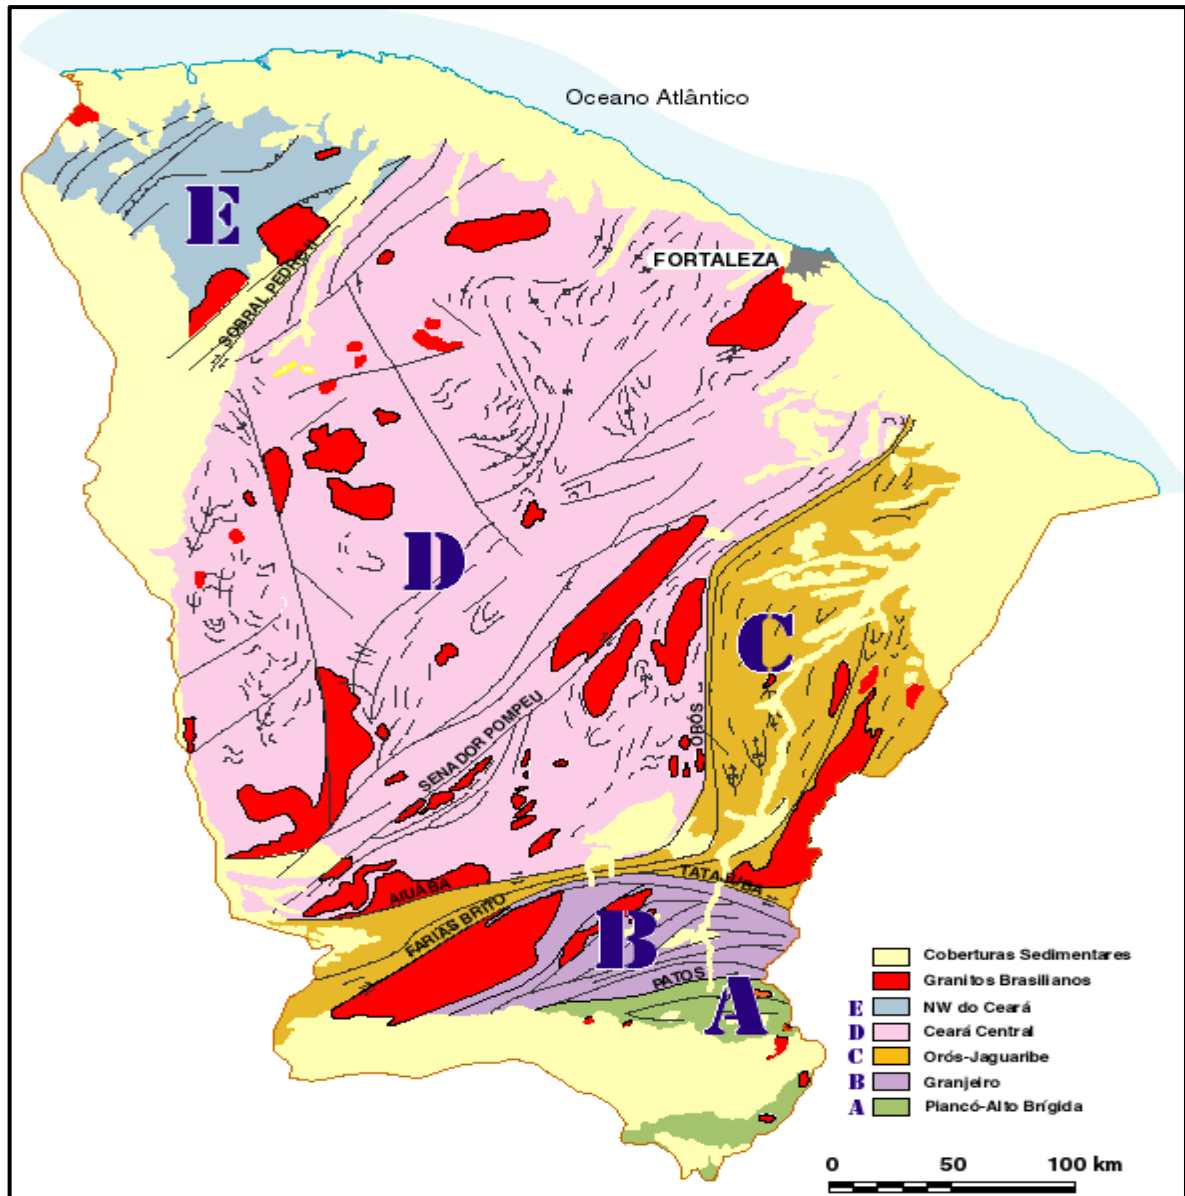 Oceano Atlântico
E
FORTALEZA
SOBRAL PEDRO II
D
C
ORÓS
SENADOR POMPEU
AIUÁBA
TATAJUBA
FARIAS BRITO
B
PATOS
A
Coberturas Sedimentares
Granitos Brasilianos
E NW do Ceará
D Ceará Central
C Orós-Jaguaribe
B Granjeiro
A Piancó-Alto Brígida
0 50 100 km